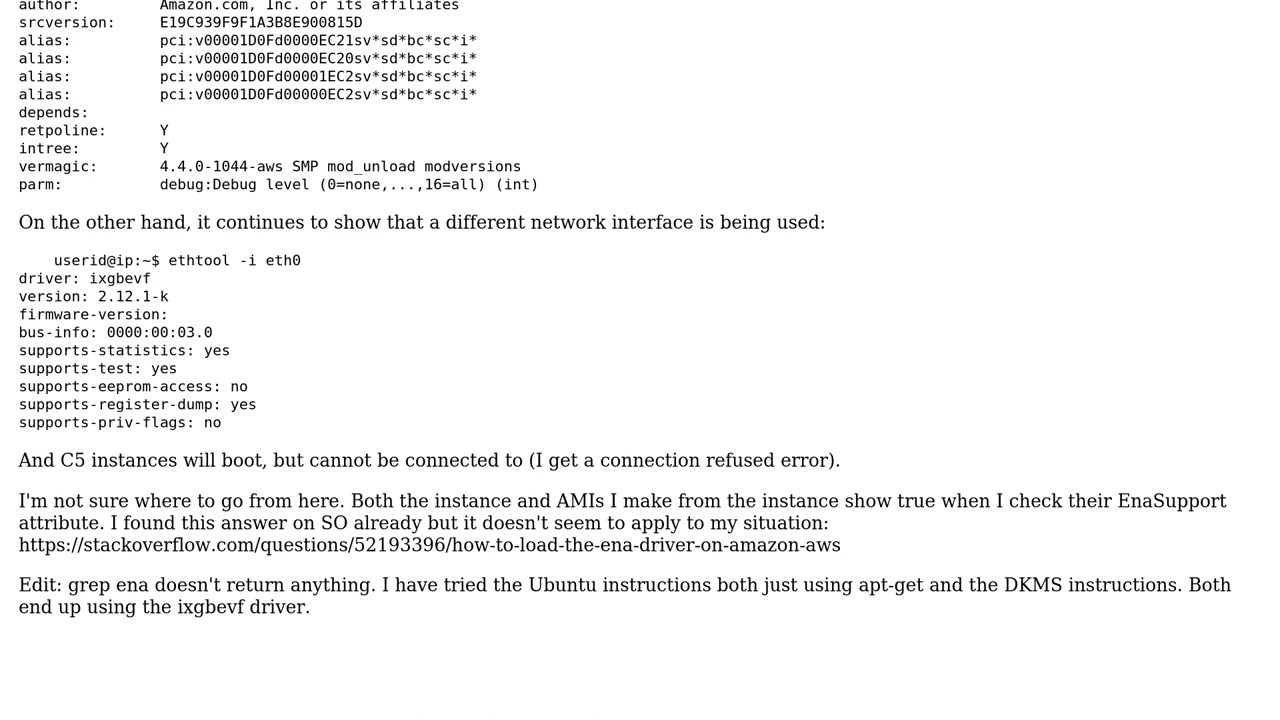 author:         Amazon.com, Inc. or its affiliates
srcversion:     E19C939F9F1A3B8E900815D
alias:          pci:v00001D0Fd0000EC21sv*sd*bc*sc*i*
alias:          pci:v00001D0Fd0000EC20sv*sd*bc*sc*i*
alias:          pci:v00001D0Fd00001EC2sv*sd*bc*sc*i*
alias:          pci:v00001D0Fd00000EC2sv*sd*bc*sc*i*
depends:
retpoline:      Y
intree:         Y
vermagic:       4.4.0-1044-aws SMP mod_unload modversions
parm:           debug:Debug level (0=none,...,16=all) (int)
On the other hand, it continues to show that a different network interface is being used:
    userid@ip:~$ ethtool -i eth0
driver: ixgbevf
version: 2.12.1-k
firmware-version:
bus-info: 0000:00:03.0
supports-statistics: yes
supports-test: yes
supports-eeprom-access: no
supports-register-dump: yes
supports-priv-flags: no
And C5 instances will boot, but cannot be connected to (I get a connection refused error).
I'm not sure where to go from here. Both the instance and AMIs I make from the instance show true when I check their EnaSupport
attribute. I found this answer on SO already but it doesn't seem to apply to my situation:
https://stackoverflow.com/questions/52193396/how-to-load-the-ena-driver-on-amazon-aws
Edit: grep ena doesn't return anything. I have tried the Ubuntu instructions both just using apt-get and the DKMS instructions. Both
end up using the ixgbevf driver.